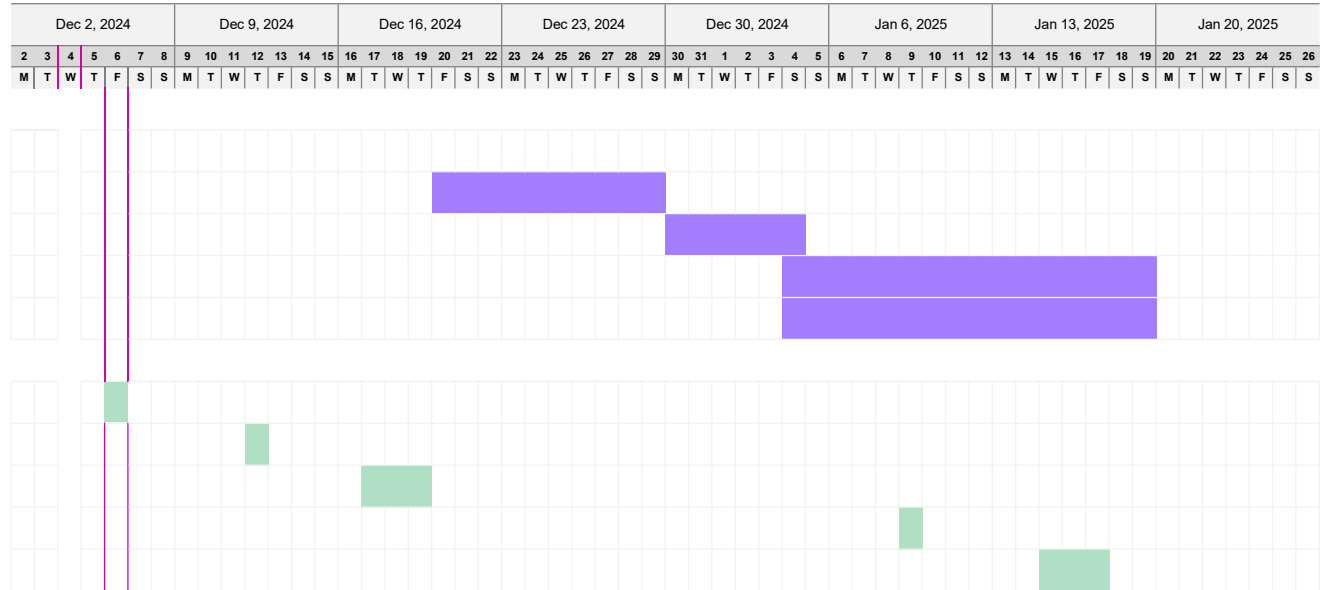 Dec 2, 2024 Dec 9, 2024 Dec 16, 2024 Dec 23, 2024 Dec 30, 2024 Jan 6, 2025 Jan 13, 2025 Jan 20, 2025
2 3 4 5 6 7 8 9 10 11 12 13 14 15 16 17 18 19 20 21 22 23 24 25 26 27 28 29 30 31 1 2 3 4 5 6 7 8 9 10 11 12 13 14 15 16 17 18 19 20 21 22 23 24 25 26
M T W T F S S M T W T F S S M T W T F S S M T W T F S S M T W T F S S M T W T F S S M T W T F S S M T W T F S S